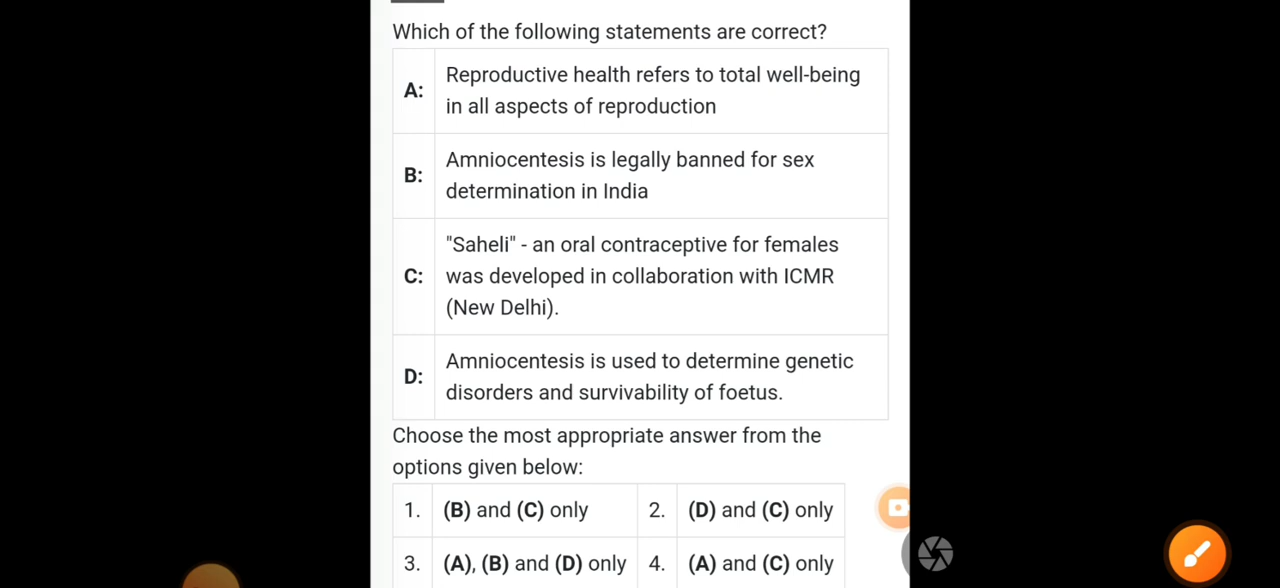 Which of the following statements are correct?
A: Reproductive health refers to total well-being
in all aspects of reproduction
B: Amniocentesis is legally banned for sex
determination in India
C: "Saheli" - an oral contraceptive for females
was developed in collaboration with ICMR
(New Delhi).
D: Amniocentesis is used to determine genetic
disorders and survivability of foetus.
Choose the most appropriate answer from the
options given below:
1. (B) and (C) only 2. (D) and (C) only
3. (A), (B) and (D) only 4. (A) and (C) only